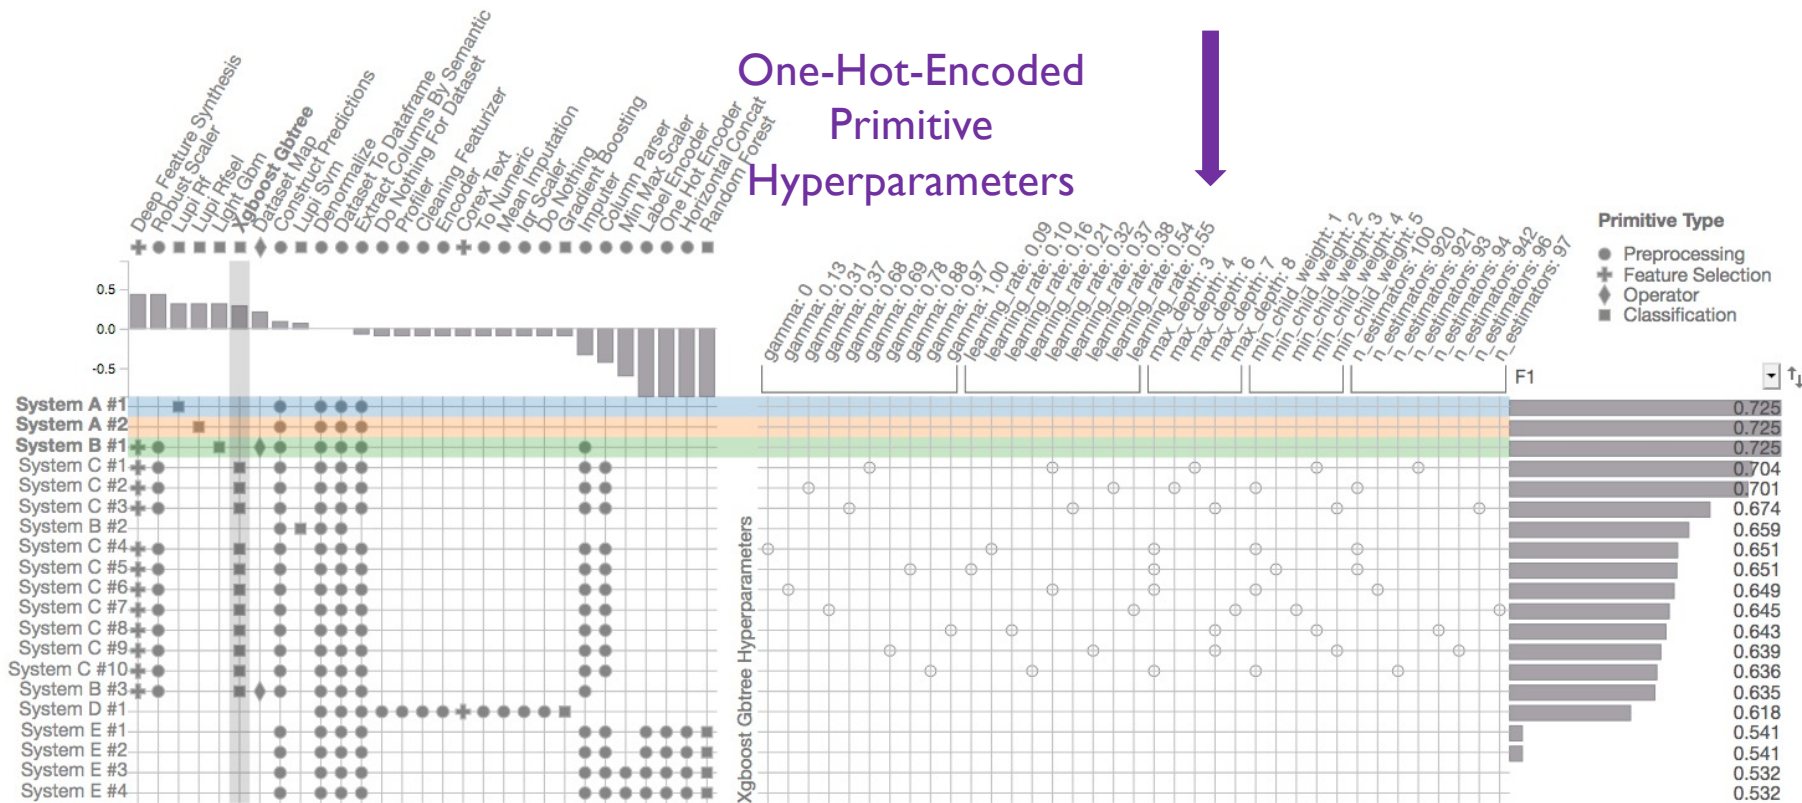 One-Hot-Encoded
Primitive
Hyperparameters
Deep Feature Synthesis
Robust Scaler
Lupi Rf
Lupi Rfsel
Light Gbm
Xgboost Gbtree
Dataset Map
Construct Predictions
Lupi Svm
Denormalize
Dataset To Dataframe
Extract Columns By Semantic
Do Nothing For Dataset
Profiler
Cleaning Featurizer
Encoder
Corex Text
To Numeric
Mean Imputation
Iqr Scaler
Do Nothing
Gradient Boosting
Imputer
Column Parser
Min Max Scaler
Label Encoder
One Hot Encoder
Horizontal Concat
Random Forest
gamma: 0
gamma: 0.13
gamma: 0.31
gamma: 0.37
gamma: 0.68
gamma: 0.69
gamma: 0.78
gamma: 0.88
gamma: 0.97
gamma: 1.00
learning_rate: 0.09
learning_rate: 0.10
learning_rate: 0.16
learning_rate: 0.21
learning_rate: 0.32
learning_rate: 0.37
learning_rate: 0.38
learning_rate: 0.54
learning_rate: 0.55
max_depth: 3
max_depth: 4
max_depth: 6
max_depth: 7
max_depth: 8
min_child_weight: 1
min_child_weight: 2
min_child_weight: 3
min_child_weight: 4
min_child_weight: 5
n_estimators: 100
n_estimators: 920
n_estimators: 921
n_estimators: 93
n_estimators: 94
n_estimators: 942
n_estimators: 96
n_estimators: 97
Primitive Type
Preprocessing
Feature Selection
Operator
Classification
0.5
0.0
-0.5
F1
System A #1 0.725
System A #2 0.725
System B #1 0.725
System C #1 0.704
System C #2 0.701
System C #3 0.674
System B #2 0.659
System C #4 0.651
System C #5 0.651
System C #6 0.649
System C #7 0.645
System C #8 0.643
System C #9 0.639
System C #10 0.636
System B #3 0.635
System D #1 0.618
System E #1 0.541
System E #2 0.541
System E #3 0.532
System E #4 0.532
Xgboost Gbtree Hyperparameters